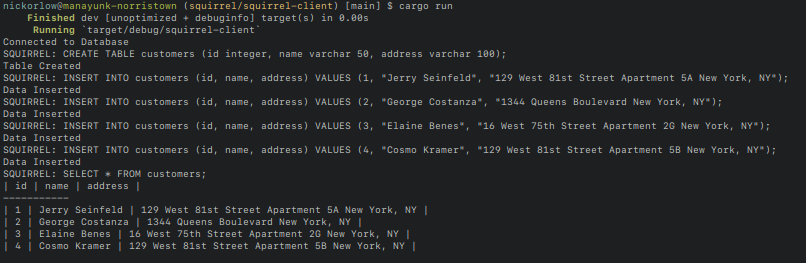 nickorlow@manayunk-norristown (squirrel/squirrel-client) [main] $ cargo run
    Finished dev [unoptimized + debuginfo] target(s) in 0.00s
     Running `target/debug/squirrel-client`
Connected to Database
SQUIRREL: CREATE TABLE customers (id integer, name varchar 50, address varchar 100);
Table Created
SQUIRREL: INSERT INTO customers (id, name, address) VALUES (1, "Jerry Seinfeld", "129 West 81st Street Apartment 5A New York, NY");
Data Inserted
SQUIRREL: INSERT INTO customers (id, name, address) VALUES (2, "George Costanza", "1344 Queens Boulevard New York, NY");
Data Inserted
SQUIRREL: INSERT INTO customers (id, name, address) VALUES (3, "Elaine Benes", "16 West 75th Street Apartment 2G New York, NY");
Data Inserted
SQUIRREL: INSERT INTO customers (id, name, address) VALUES (4, "Cosmo Kramer", "129 West 81st Street Apartment 5B New York, NY");
Data Inserted
SQUIRREL: SELECT * FROM customers;
| id | name | address |
-----------
| 1 | Jerry Seinfeld | 129 West 81st Street Apartment 5A New York, NY |
| 2 | George Costanza | 1344 Queens Boulevard New York, NY |
| 3 | Elaine Benes | 16 West 75th Street Apartment 2G New York, NY |
| 4 | Cosmo Kramer | 129 West 81st Street Apartment 5B New York, NY |